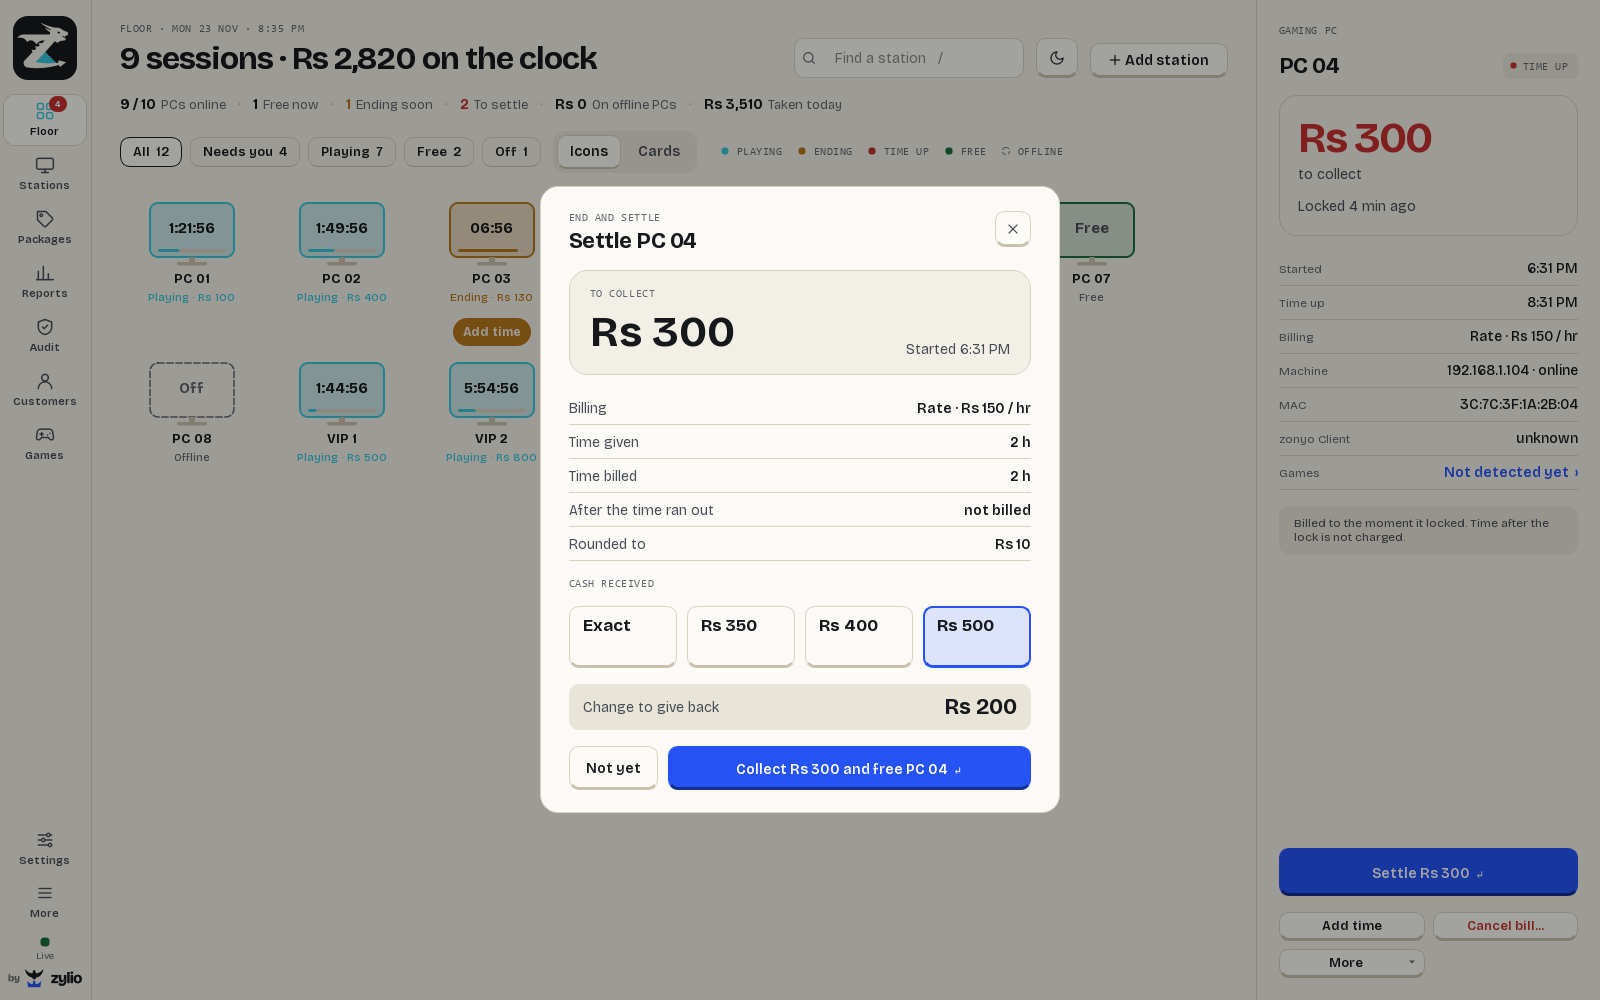 FLOOR · MON 23 NOV · 8:35 PM
9 sessions · Rs 2,820 on the clock
Find a station /
+ Add station
9 / 10 PCs online · 1 Free now · 1 Ending soon · 2 To settle · Rs 0 On offline PCs · Rs 3,510 Taken today
All 12
Needs you 4
Playing 7
Free 2
Off 1
Icons
Cards
PLAYING
ENDING
TIME UP
FREE
OFFLINE
4
Floor
Stations
Packages
Reports
Audit
Customers
Games
Settings
More
Live
by zylio
1:21:56
PC 01
Playing · Rs 100
1:49:56
PC 02
Playing · Rs 400
06:56
PC 03
Ending · Rs 130
Add time
Free
PC 07
Free
Off
PC 08
Offline
1:44:56
VIP 1
Playing · Rs 500
5:54:56
VIP 2
Playing · Rs 800
END AND SETTLE
Settle PC 04
TO COLLECT
Rs 300
Started 6:31 PM
Billing Rate · Rs 150 / hr
Time given 2 h
Time billed 2 h
After the time ran out not billed
Rounded to Rs 10
CASH RECEIVED
Exact
Rs 350
Rs 400
Rs 500
Change to give back Rs 200
Not yet
Collect Rs 300 and free PC 04 ↲
GAMING PC
PC 04
TIME UP
Rs 300
to collect
Locked 4 min ago
Started 6:31 PM
Time up 8:31 PM
Billing Rate · Rs 150 / hr
Machine 192.168.1.104 · online
MAC 3C:7C:3F:1A:2B:04
zonyo Client unknown
Games Not detected yet ›
Billed to the moment it locked. Time after the
lock is not charged.
Settle Rs 300 ↲
Add time
Cancel bill...
More